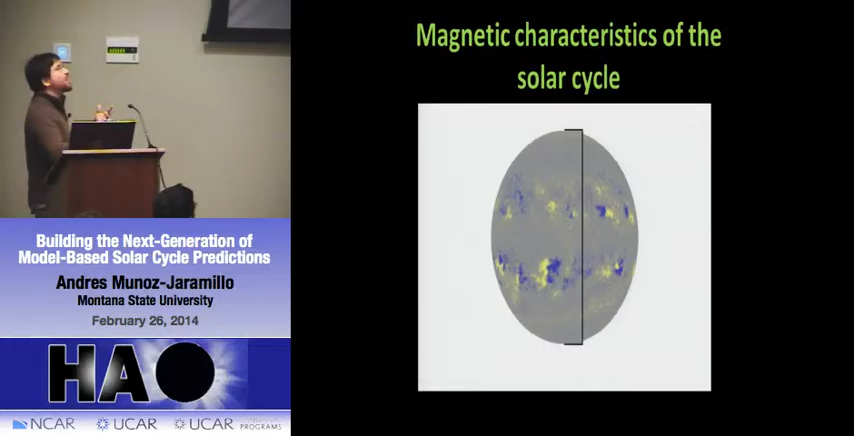 Magnetic characteristics of the
solar cycle
Building the Next-Generation of
Model-Based Solar Cycle Predictions
Andres Munoz-Jaramillo
Montana State University
February 26, 2014
HAO
NCAR UCAR UCAR PROGRAMS